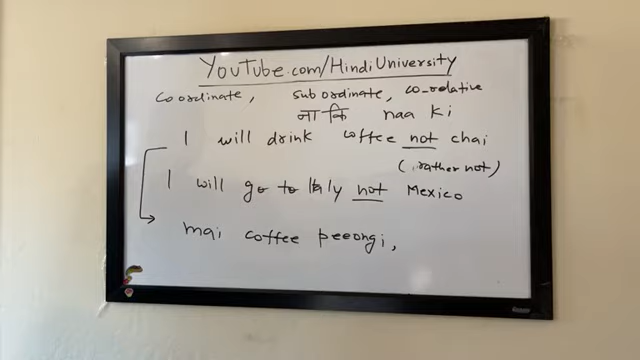 YouTube.com/HindiUniversity
coordinate, subordinate, co-relative
ना कि naa ki
I will drink coffee not chai
(rather not)
I will go to Italy not Mexico
mai coffee peeongi,